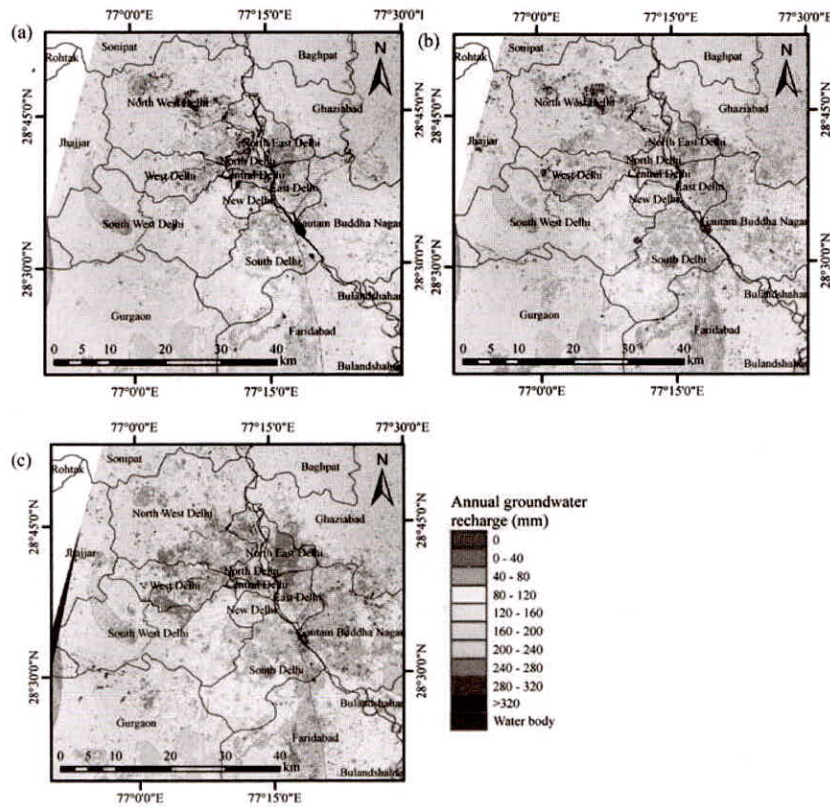 77°0'0"E 77°15'0"E 77°30'0"E
(a)
N
Sonipat
Rohtak
Baghpat
North West Delhi
Ghaziabad
28°45'0"N
Jhajjar
North East Delhi
North Delhi
West Delhi
Central Delhi
East Delhi
New Delhi
South West Delhi
Gautam Buddha Nagar
South Delhi
28°30'0"N
Bulandshahar
Gurgaon
Faridabad
0 5 10 20 30 40
km
Bulandshaha
77°0'0"E 77°15'0"E
77°0'0"E 77°15'0"E 77°30'0"E
(b)
N
Sonipat
Rohtak
Baghpat
North West Delhi
Ghaziabad
28°45'0"N
Jhajjar
North East Delhi
North Delhi
West Delhi
Central Delhi
East Delhi
New Delhi
South West Delhi
Gautam Buddha Nagar
South Delhi
28°30'0"N
Bulandshahar
Gurgaon
Faridabad
0 5 10 20 30 40
km
Bulandshaha
77°0'0"E 77°15'0"E
77°0'0"E 77°15'0"E 77°30'0"E
(c)
N
Sonipat
Rohtak
Baghpat
North West Delhi
Ghaziabad
28°45'0"N
Jhajjar
North East Delhi
North Delhi
West Delhi
Central Delhi
East Delhi
New Delhi
South West Delhi
Gautam Buddha Nagar
South Delhi
28°30'0"N
Bulandshahar
Gurgaon
Faridabad
0 5 10 20 30 40
km
Bulandshaha
77°0'0"E 77°15'0"E
Annual groundwater
recharge (mm)
0
0 - 40
40 - 80
80 - 120
120 - 160
160 - 200
200 - 240
240 - 280
280 - 320
>320
Water body